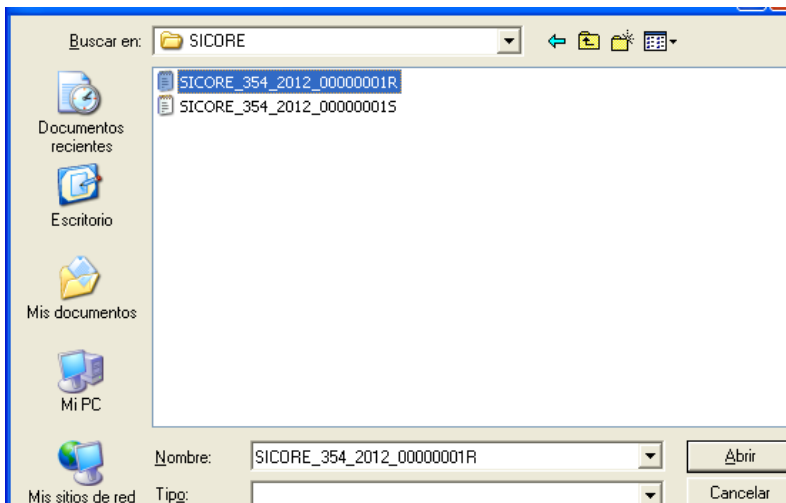 Buscar en: SICORE
SICORE_354_2012_00000001R
SICORE_354_2012_00000001S
Documentos
recientes
Escritorio
Mis documentos
Mi PC
Mis sitios de red
Nombre: SICORE_354_2012_00000001R Abrir
Tipo: Cancelar